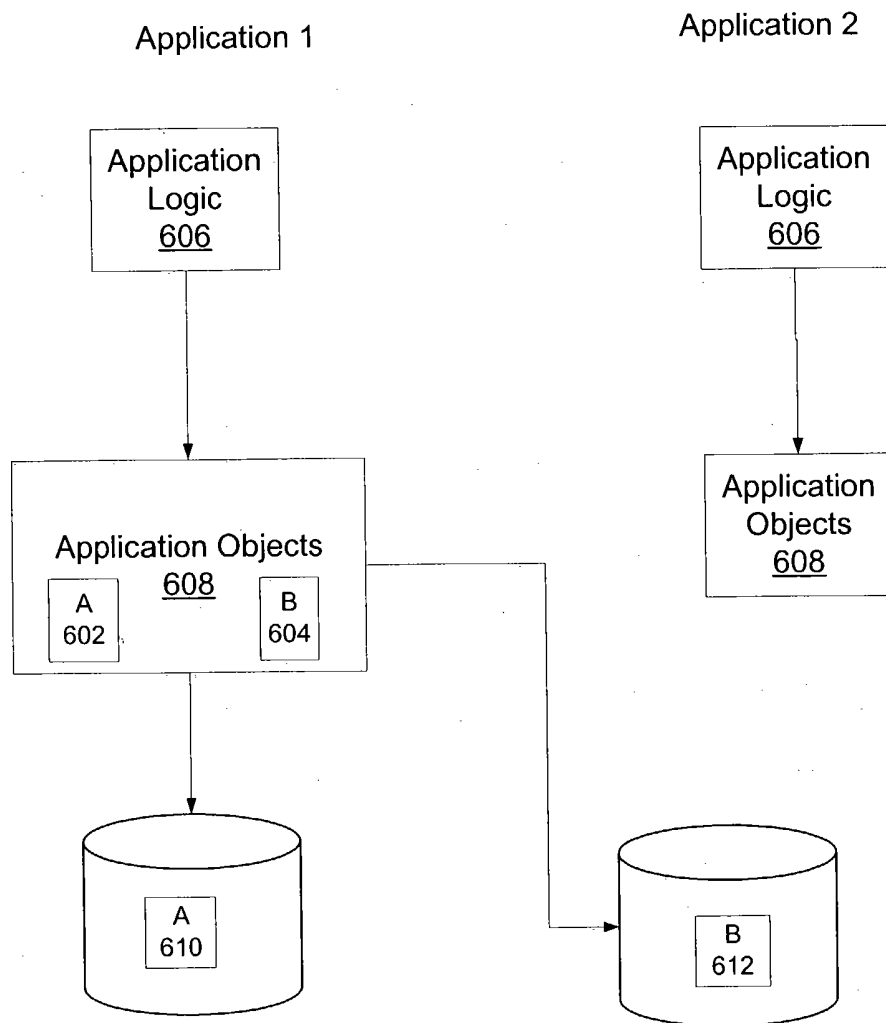 Application 1
Application 2
Application
Logic
606
Application
Logic
606
Application Objects
608
A
602
B
604
Application
Objects
608
A
610
B
612